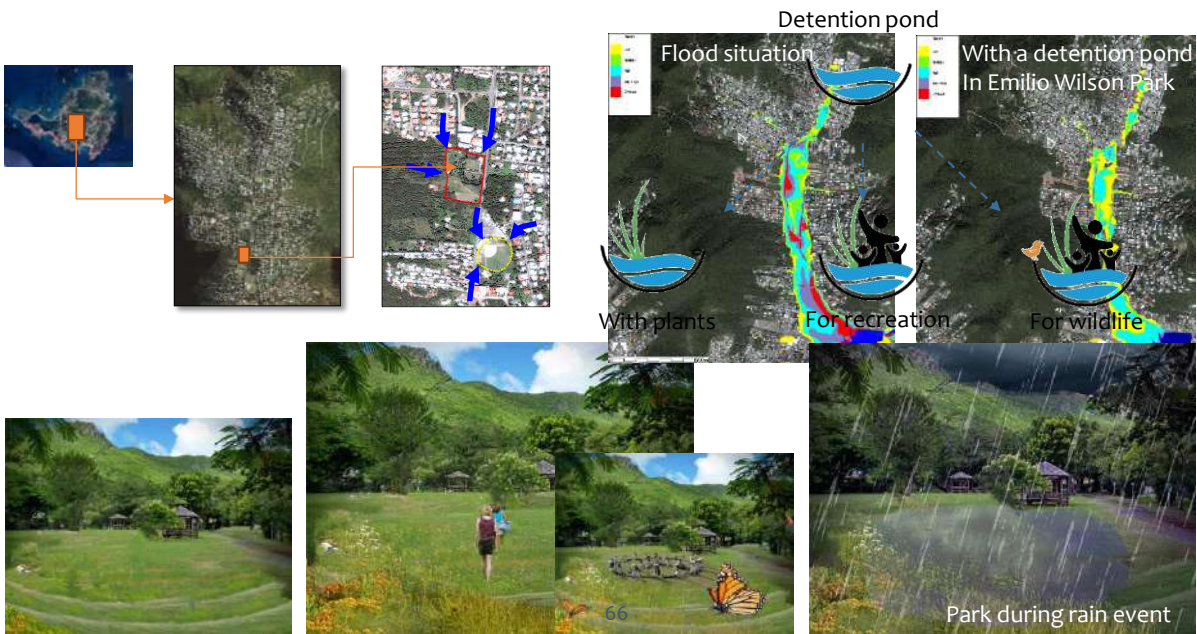 Detention pond
Flood situation
With a detention pond
In Emilio Wilson Park
With plants
For recreation
For wildlife
66
Park during rain event